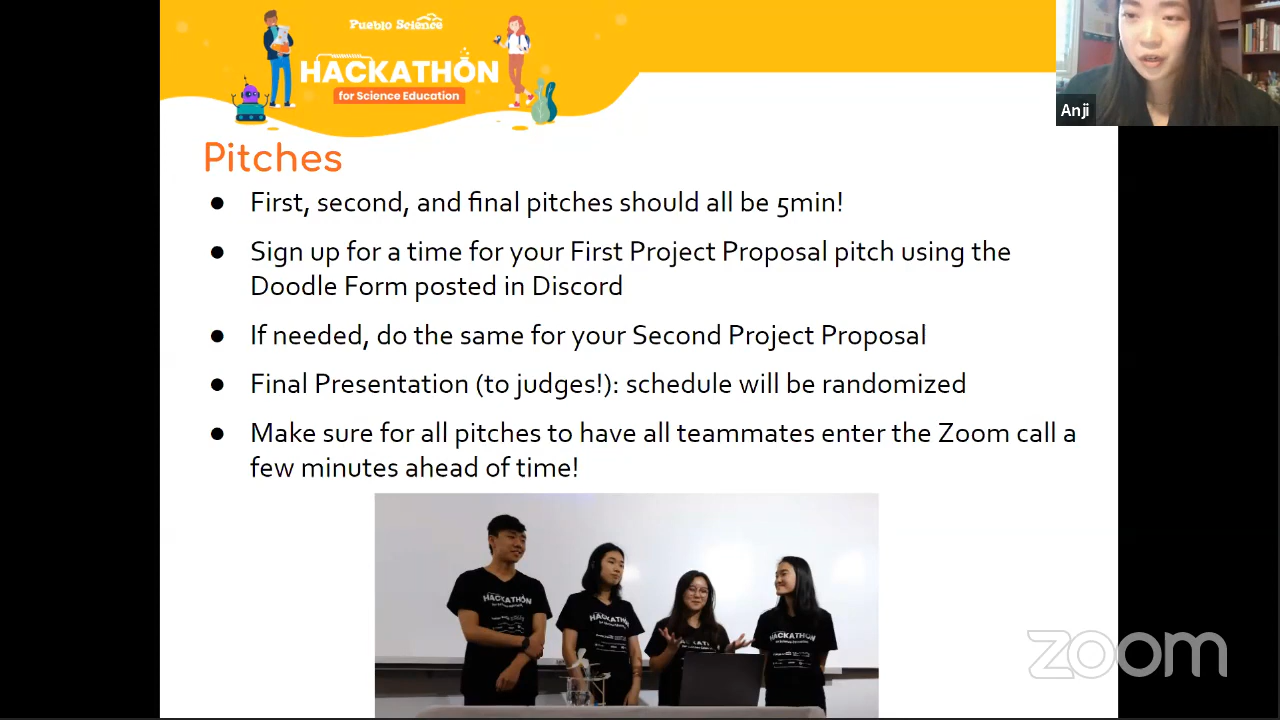 Pueblo Science
HACKATHON
for Science Education
Anji
Pitches
● First, second, and final pitches should all be 5min!
● Sign up for a time for your First Project Proposal pitch using the
Doodle Form posted in Discord
● If needed, do the same for your Second Project Proposal
● Final Presentation (to judges!): schedule will be randomized
● Make sure for all pitches to have all teammates enter the Zoom call a
few minutes ahead of time!
HACKATHON
HACKATHON
HACKATHON
zoom